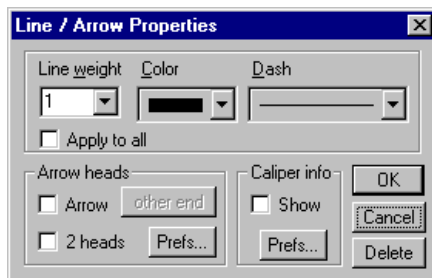 Line / Arrow Properties
Line weight Color Dash
1
Apply to all
Arrow heads Caliper info
Arrow other end Show
2 heads Prefs... Prefs...
OK
Cancel
Delete